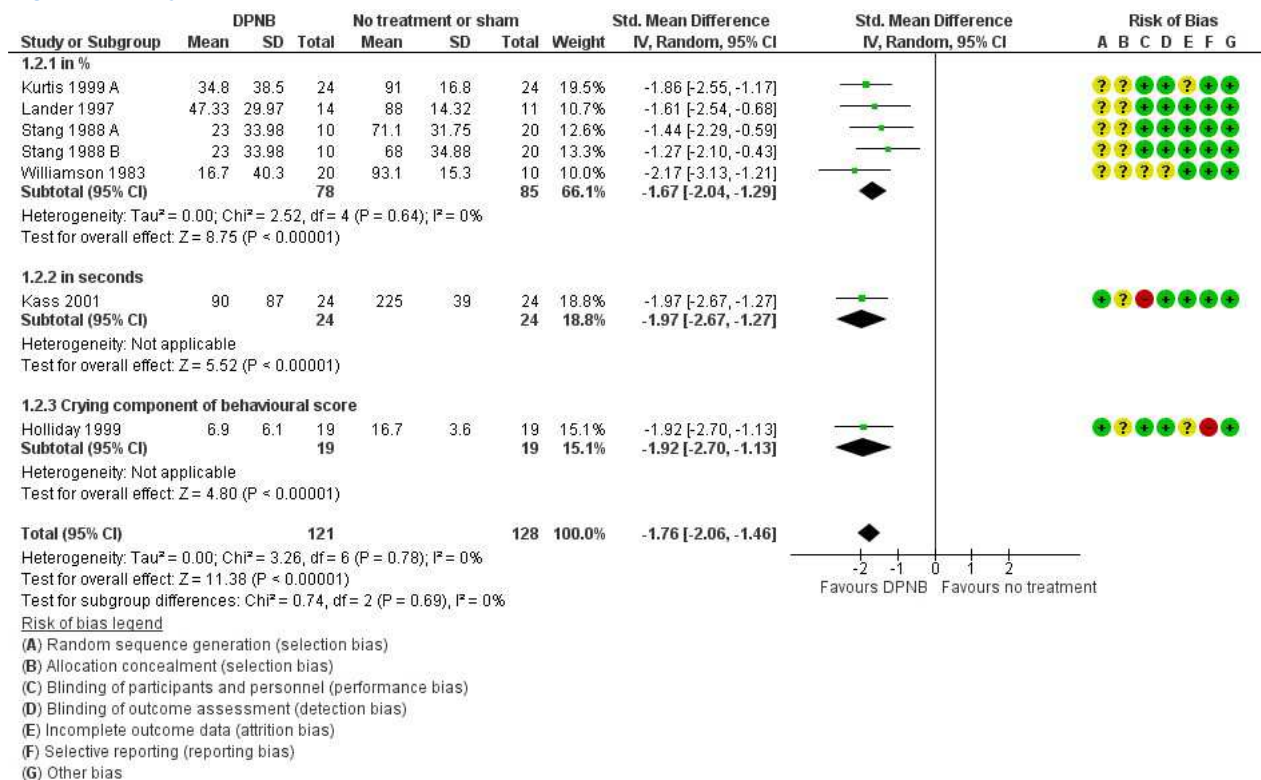 DPNB No treatment or sham Std. Mean Difference Std. Mean Difference Risk of Bias
Study or Subgroup Mean SD Total Mean SD Total Weight IV, Random, 95% CI IV, Random, 95% CI A B C D E F G
1.2.1 in %
Kurtis 1999 A 34.8 38.5 24 91 16.8 24 19.5% -1.86 [-2.55, -1.17] ? ? + + ? + +
Lander 1997 47.33 29.97 14 88 14.32 11 10.7% -1.61 [-2.54, -0.68] ? ? + + + + +
Stang 1988 A 23 33.98 10 71.1 31.75 20 12.6% -1.44 [-2.29, -0.59] ? ? + + + + +
Stang 1988 B 23 33.98 10 68 34.88 20 13.3% -1.27 [-2.10, -0.43] ? ? + + + + +
Williamson 1983 16.7 40.3 20 93.1 15.3 10 10.0% -2.17 [-3.13, -1.21] ? ? ? ? + + +
Subtotal (95% CI) 78 85 66.1% -1.67 [-2.04, -1.29]
Heterogeneity: Tau² = 0.00; Chi² = 2.52, df = 4 (P = 0.64); I² = 0%
Test for overall effect: Z = 8.75 (P < 0.00001)
1.2.2 in seconds
Kass 2001 90 87 24 225 39 24 18.8% -1.97 [-2.67, -1.27] + ? - + + + +
Subtotal (95% CI) 24 24 18.8% -1.97 [-2.67, -1.27]
Heterogeneity: Not applicable
Test for overall effect: Z = 5.52 (P < 0.00001)
1.2.3 Crying component of behavioural score
Holliday 1999 6.9 6.1 19 16.7 3.6 19 15.1% -1.92 [-2.70, -1.13] + ? + + ? - +
Subtotal (95% CI) 19 19 15.1% -1.92 [-2.70, -1.13]
Heterogeneity: Not applicable
Test for overall effect: Z = 4.80 (P < 0.00001)
Total (95% CI) 121 128 100.0% -1.76 [-2.06, -1.46]
Heterogeneity: Tau² = 0.00; Chi² = 3.26, df = 6 (P = 0.78); I² = 0%
Test for overall effect: Z = 11.38 (P < 0.00001)
Test for subgroup differences: Chi² = 0.74, df = 2 (P = 0.69), I² = 0%
-2 -1 0 1 2
Favours DPNB Favours no treatment
Risk of bias legend
(A) Random sequence generation (selection bias)
(B) Allocation concealment (selection bias)
(C) Blinding of participants and personnel (performance bias)
(D) Blinding of outcome assessment (detection bias)
(E) Incomplete outcome data (attrition bias)
(F) Selective reporting (reporting bias)
(G) Other bias